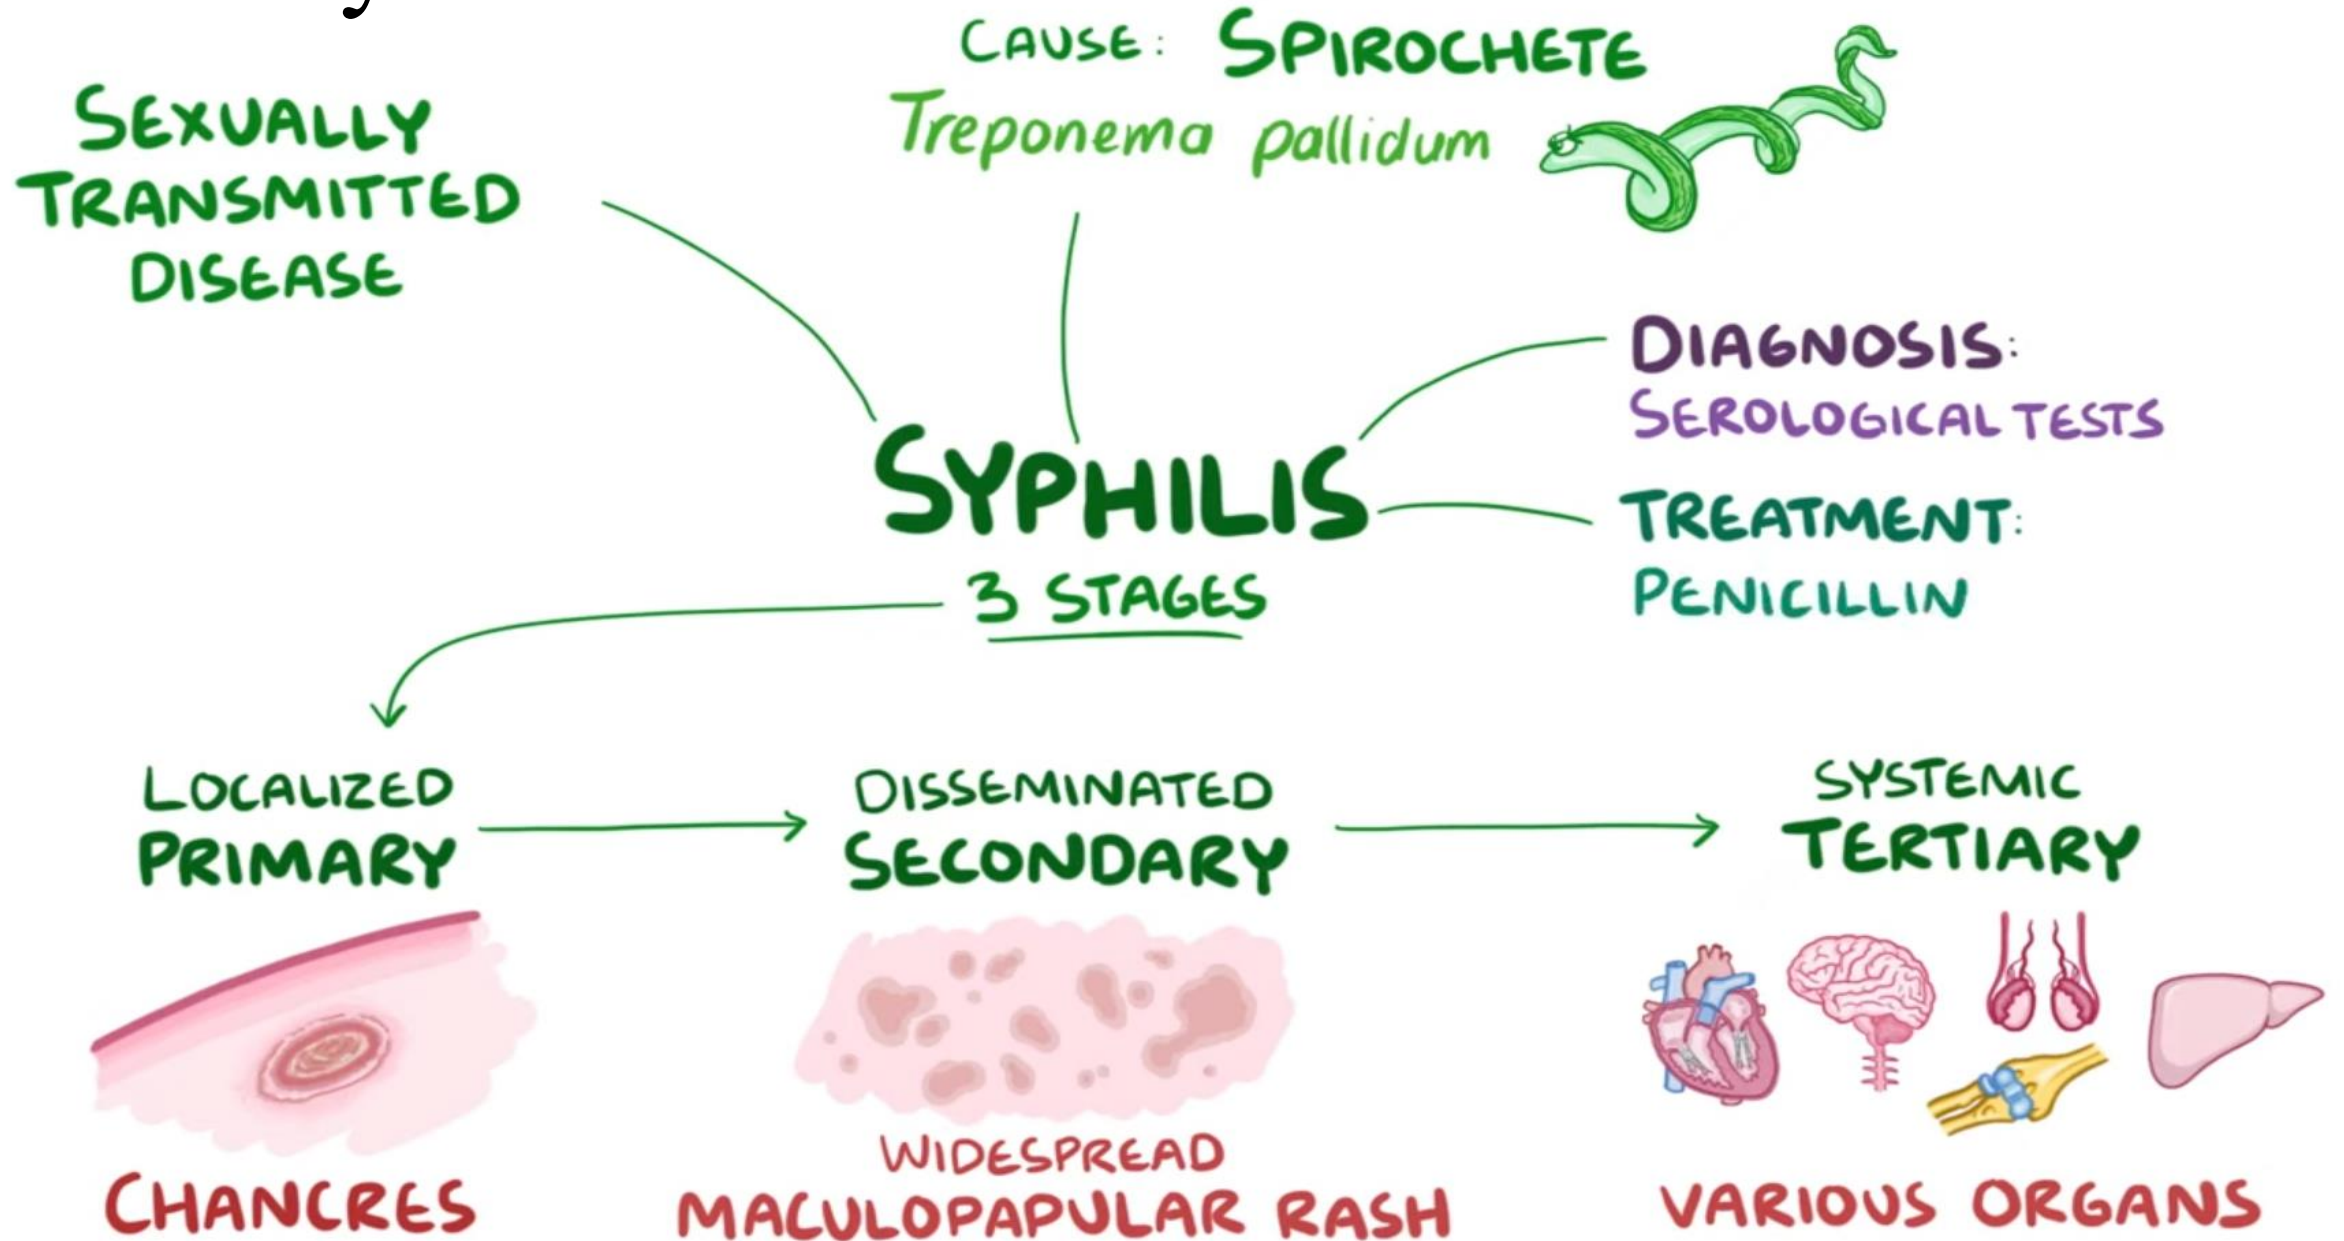 SEXUALLY
TRANSMITTED
DISEASE
CAUSE: SPIROCHETE
Treponema pallidum
DIAGNOSIS:
SEROLOGICAL TESTS
TREATMENT:
PENICILLIN
SYPHILIS
3 STAGES
LOCALIZED
PRIMARY
CHANCRES
DISSEMINATED
SECONDARY
WIDESPREAD
MACULOPAPULAR RASH
SYSTEMIC
TERTIARY
VARIOUS ORGANS